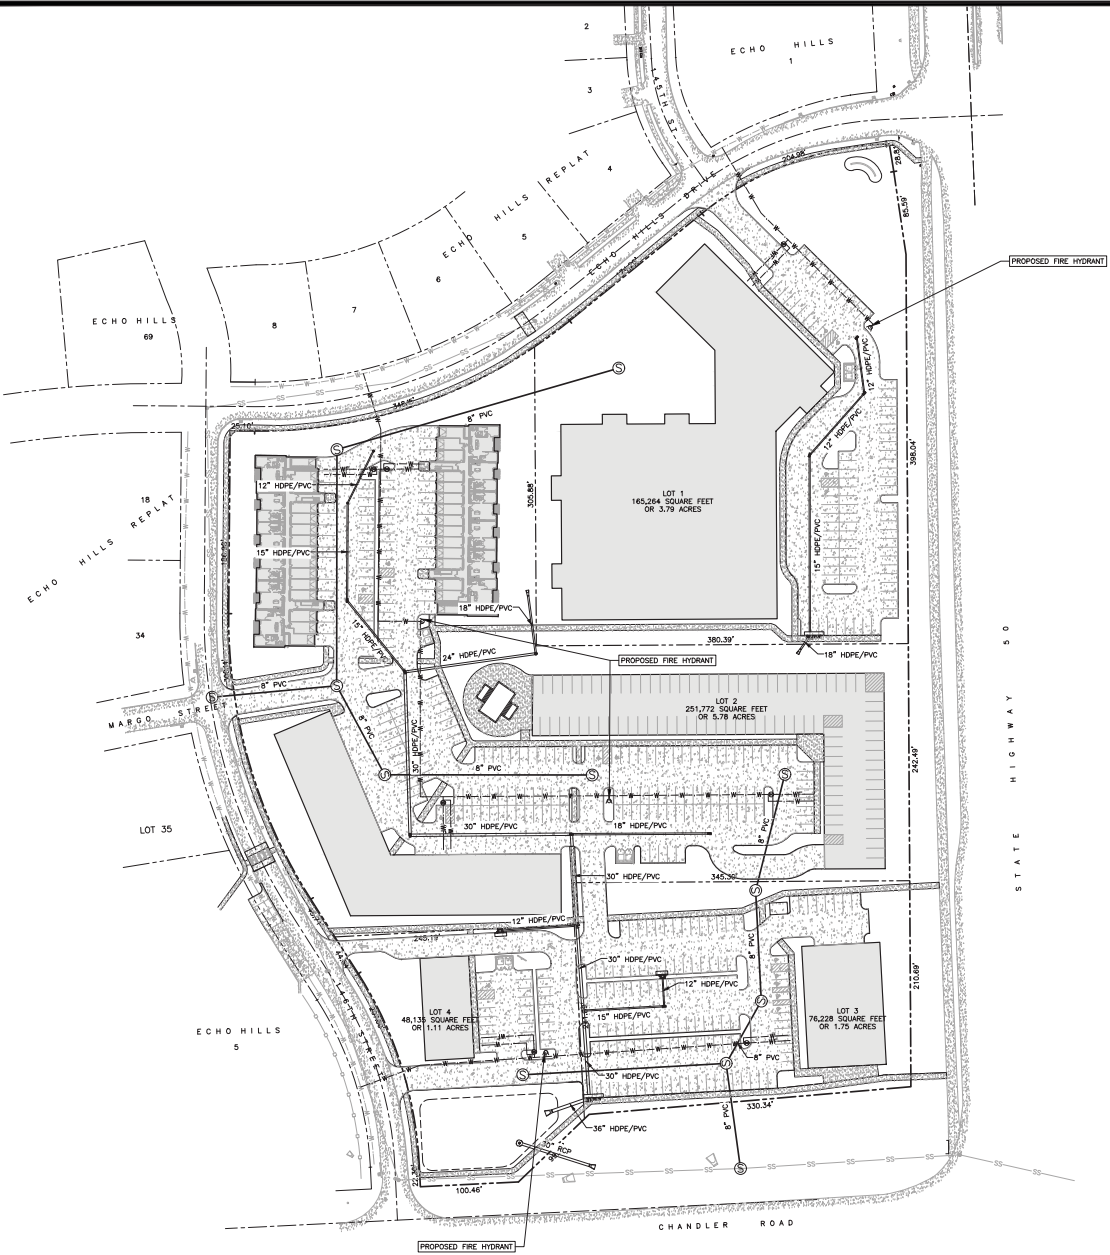 2
ECHO HILLS
1
3
145TH ST
4
ECHO HILLS REPLAT
5
6
7
8
ECHO HILLS
69
ECHO HILLS DRIVE
204.98'
28.8
85.59'
PROPOSED FIRE HYDRANT
12" HDPE/PVC
12" HDPE/PVC
398.04'
15" HDPE/PVC
18" HDPE/PVC
8" PVC
25.10'
12" HDPE/PVC
15" HDPE/PVC
15" HDPE/PVC
305.88'
LOT 1
165,264 SQUARE FEET
OR 3.79 ACRES
18
ECHO HILLS REPLAT
34
18" HDPE/PVC
24" HDPE/PVC
380.39'
PROPOSED FIRE HYDRANT
8" PVC
MARGO STREET
8" PVC
30" HDPE/PVC
8" PVC
LOT 2
251,772 SQUARE FEET
OR 5.78 ACRES
242.49'
STATE HIGHWAY 50
LOT 35
30" HDPE/PVC
18" HDPE/PVC
8" PVC
30" HDPE/PVC
345.30'
12" HDPE/PVC
245.19'
30" HDPE/PVC
8" PVC
12" HDPE/PVC
15" HDPE/PVC
210.69'
LOT 4
48,135 SQUARE FEET
OR 1.11 ACRES
LOT 3
76,228 SQUARE FEET
OR 1.75 ACRES
ECHO HILLS
5
146TH STREET
8" PVC
30" HDPE/PVC
8" PVC
330.34'
36" HDPE/PVC
30" RCP
100.46'
CHANDLER ROAD
PROPOSED FIRE HYDRANT